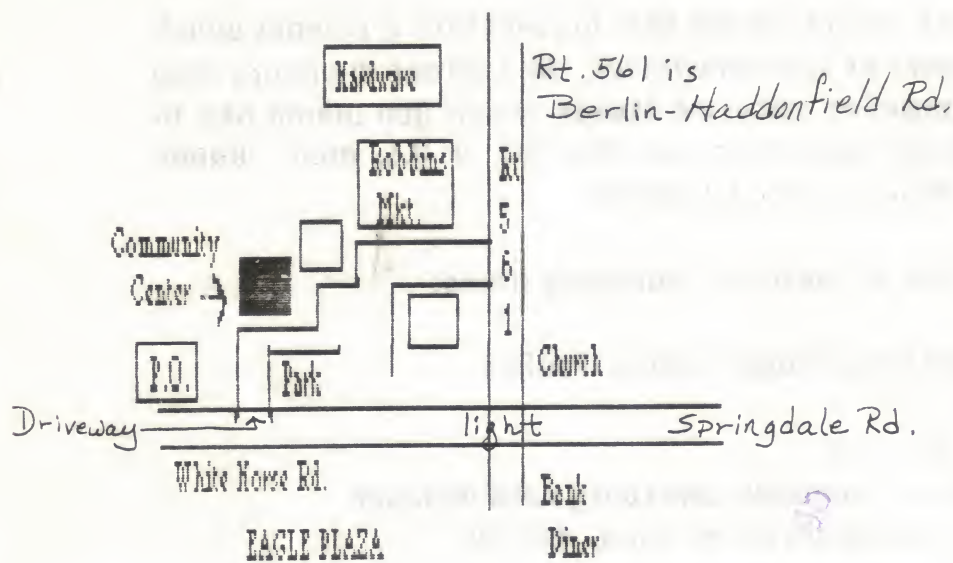 Hardware
Rt. 561 is
Berlin-Haddonfield Rd.
Robbins
Mkt.
Rt
5
6
1
Community
Center
P.O.
Park
Church
Driveway
light
Springdale Rd.
White Horse Rd.
Bank
EAGLE PLAZA
Diner